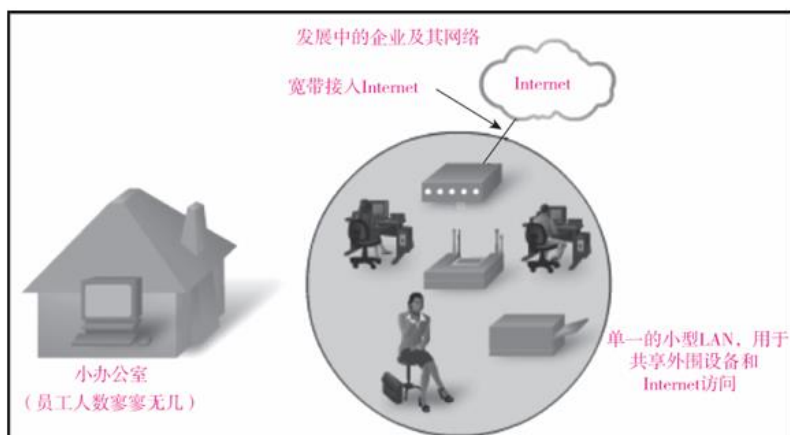 发展中的企业及其网络
宽带接入Internet
Internet
单一的小型LAN，用于
共享外围设备和
Internet访问
小办公室
（员工人数寥寥无几）